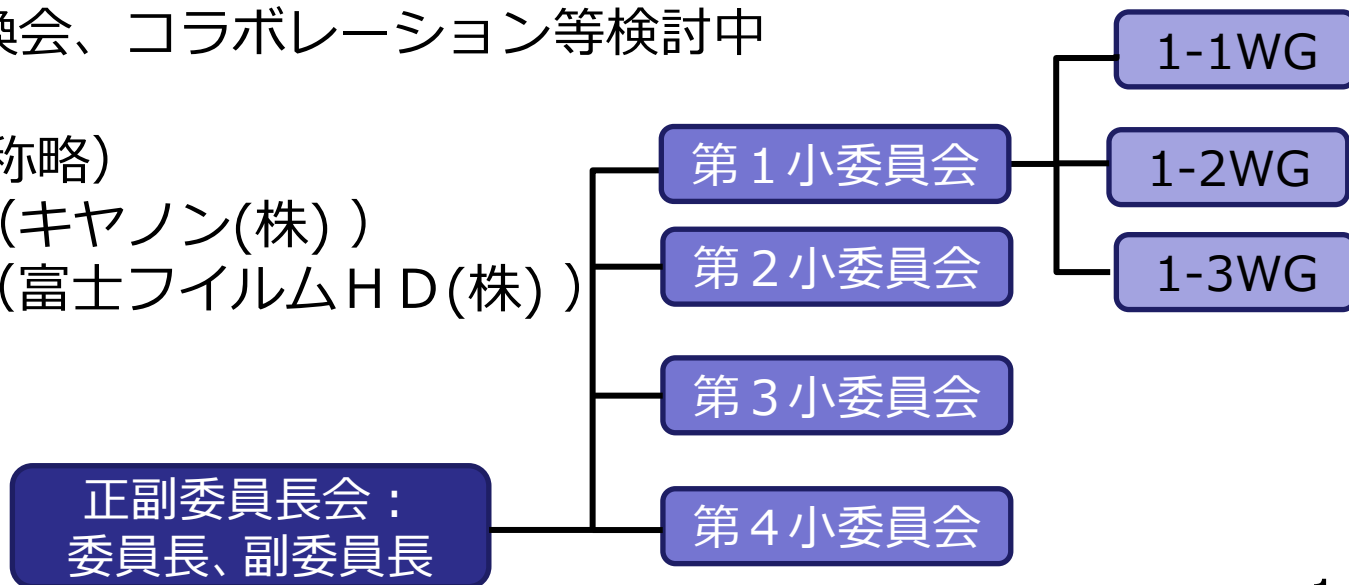 換会、コラボレーション等検討中
称略）
（キヤノン(株) ）
（富士フイルムＨＤ(株) ）
正副委員長会：
委員長、副委員長
第１小委員会
第２小委員会
第３小委員会
第４小委員会
1-1WG
1-2WG
1-3WG